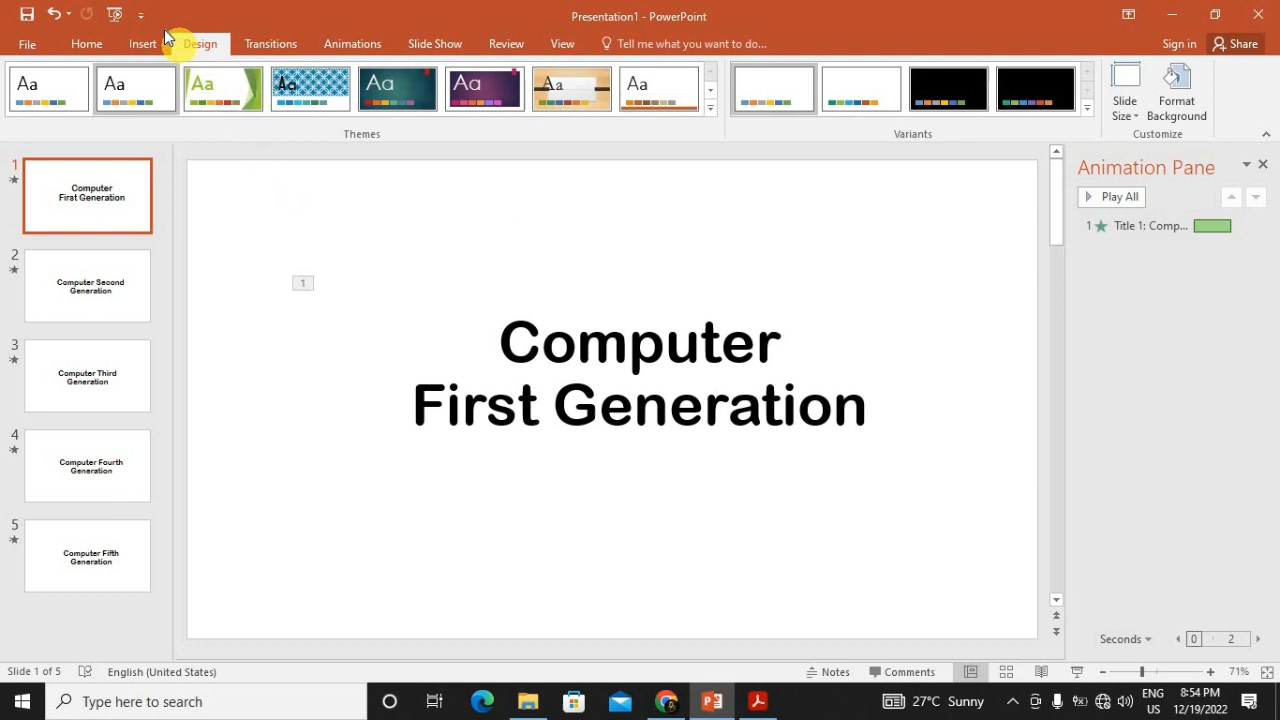 Presentation1 - PowerPoint
File Home Insert Design Transitions Animations Slide Show Review View Tell me what you want to do... Sign in Share
Aa Aa Aa Aa Aa Aa Aa Aa
Slide Size
Format Background
Themes Variants Customize
1
Computer
First Generation
2
Computer Second
Generation
3
Computer Third
Generation
4
Computer Fourth
Generation
5
Computer Fifth
Generation
1
Computer
First Generation
Animation Pane
Play All
1 Title 1: Comp...
Seconds 0 2
Slide 1 of 5 English (United States) Notes Comments 71%
Type here to search
27°C Sunny
ENG
US
8:54 PM
12/19/2022